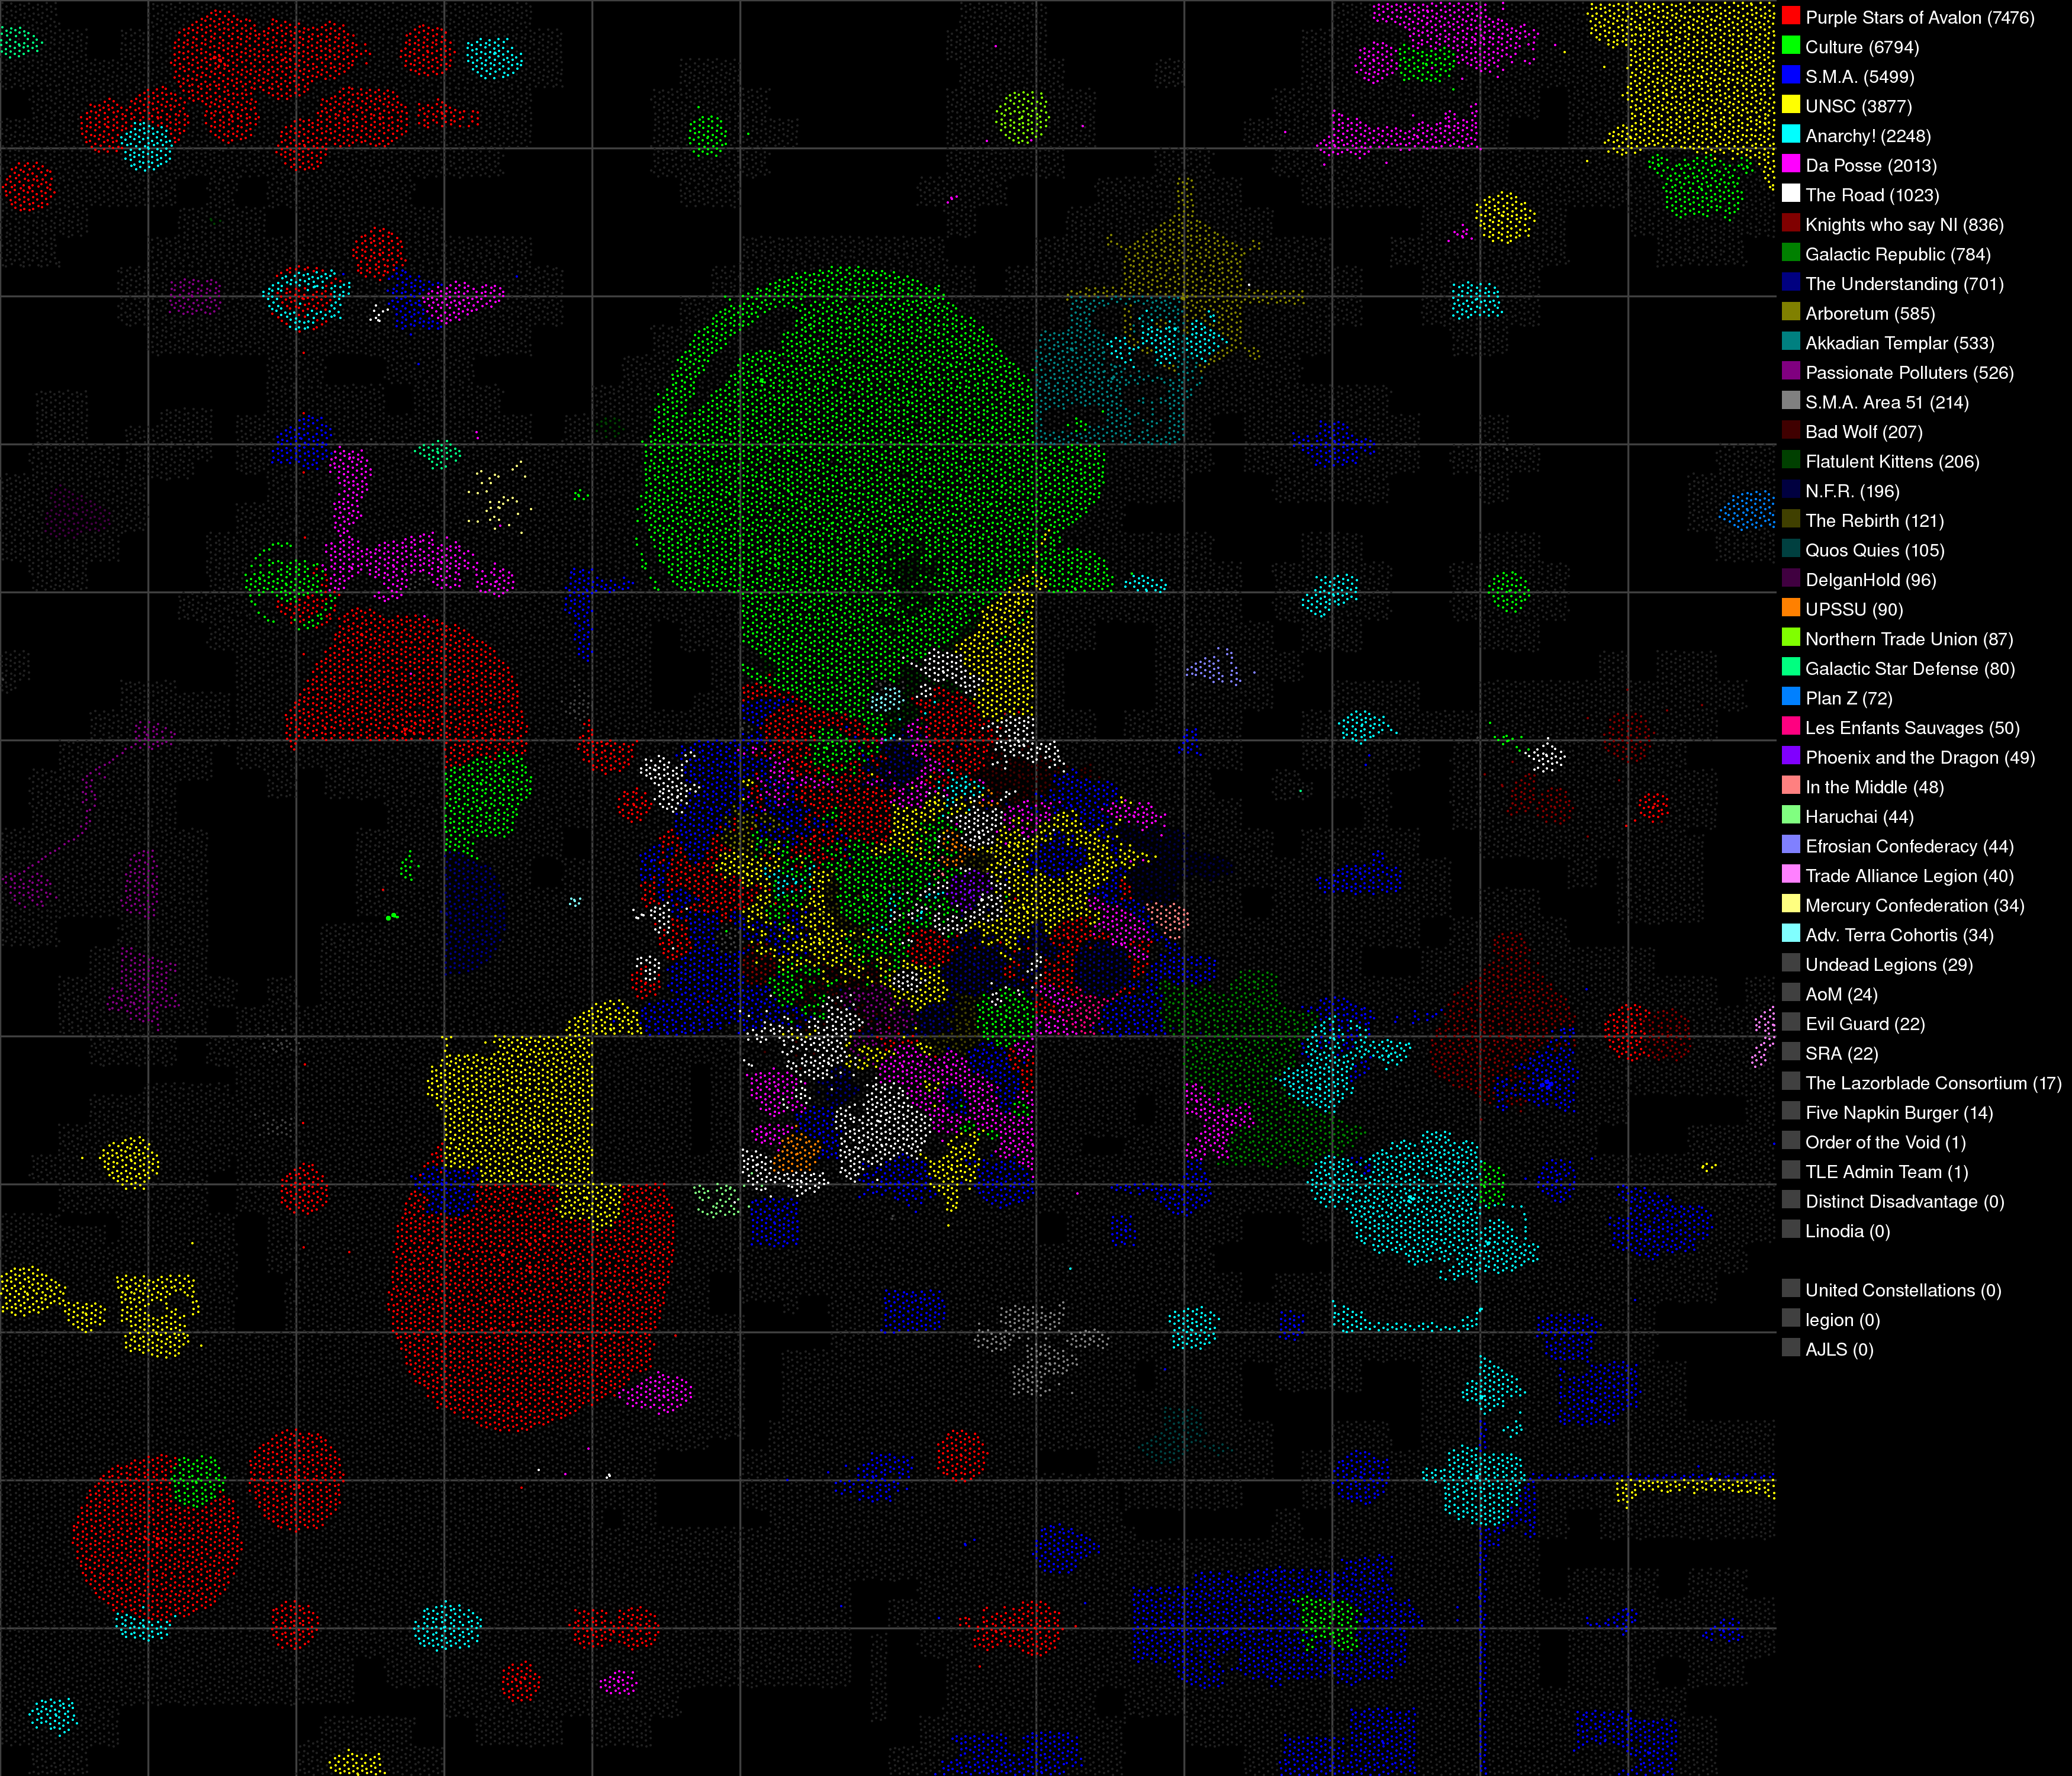 Purple Stars of Avalon (7476)
Culture (6794)
S.M.A. (5499)
UNSC (3877)
Anarchy! (2248)
Da Posse (2013)
The Road (1023)
Knights who say NI (836)
Galactic Republic (784)
The Understanding (701)
Arboretum (585)
Akkadian Templar (533)
Passionate Polluters (526)
S.M.A. Area 51 (214)
Bad Wolf (207)
Flatulent Kittens (206)
N.F.R. (196)
The Rebirth (121)
Quos Quies (105)
DelganHold (96)
UPSSU (90)
Northern Trade Union (87)
Galactic Star Defense (80)
Plan Z (72)
Les Enfants Sauvages (50)
Phoenix and the Dragon (49)
In the Middle (48)
Haruchai (44)
Efrosian Confederacy (44)
Trade Alliance Legion (40)
Mercury Confederation (34)
Adv. Terra Cohortis (34)
Undead Legions (29)
AoM (24)
Evil Guard (22)
SRA (22)
The Lazorblade Consortium (17)
Five Napkin Burger (14)
Order of the Void (1)
TLE Admin Team (1)
Distinct Disadvantage (0)
Linodia (0)
United Constellations (0)
legion (0)
AJLS (0)